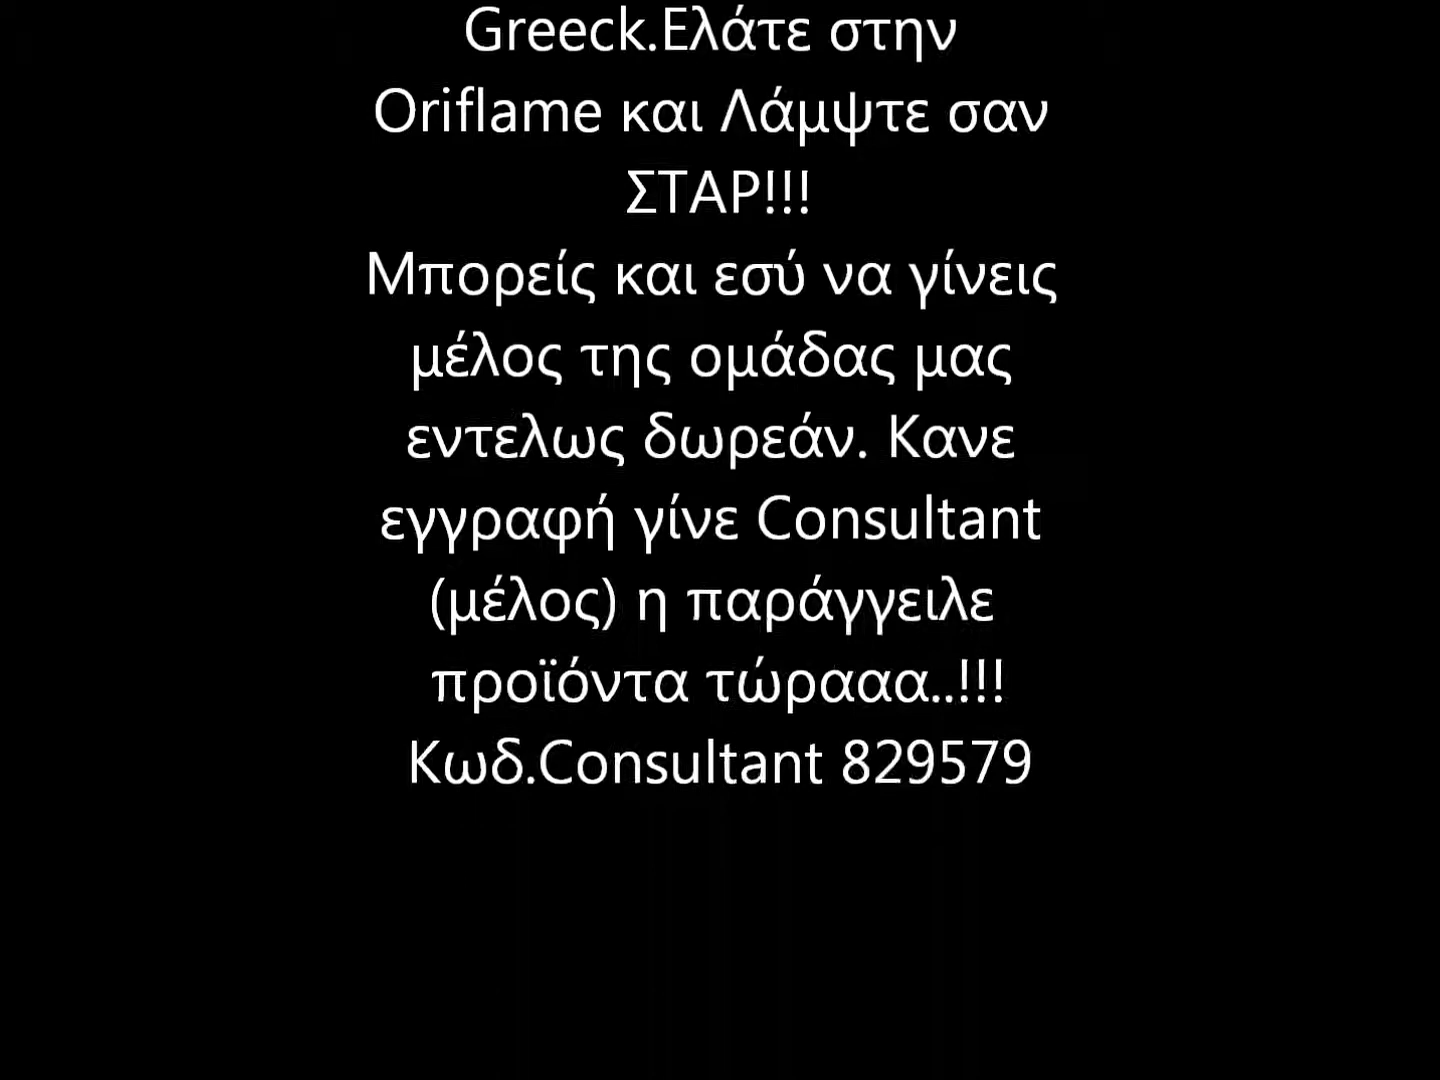 Greeck.Ελάτε στην
Oriflame και Λάμψτε σαν
ΣΤΑΡ!!!
Μπορείς και εσύ να γίνεις
μέλος της ομάδας μας
εντελως δωρεάν. Κανε
εγγραφή γίνε Consultant
(μέλος) η παράγγειλε
προϊόντα τώρααα..!!!
Κωδ.Consultant 829579